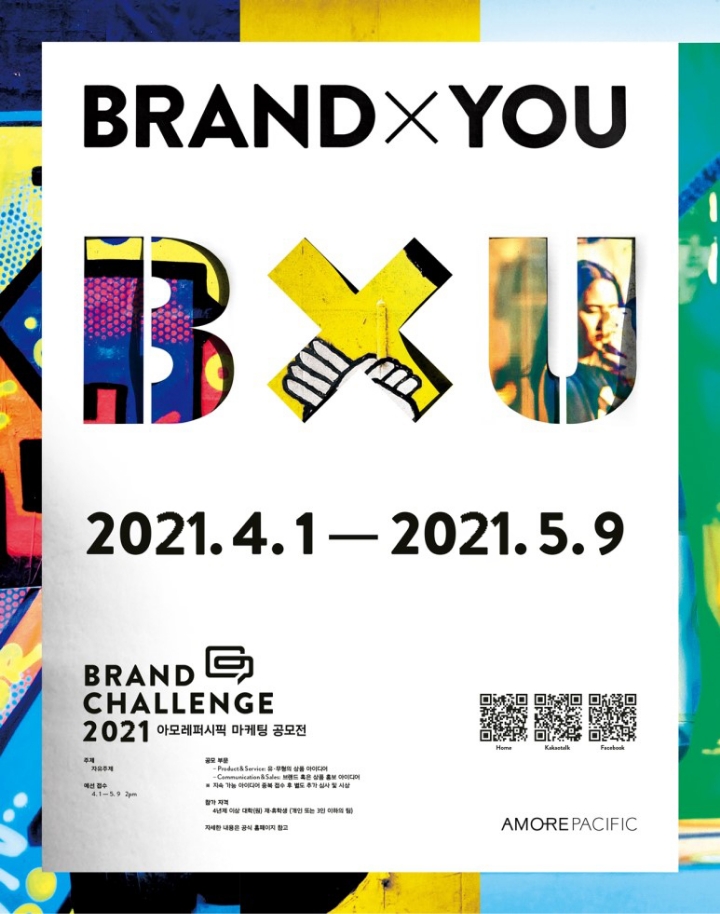 BRAND×YOU
B×U
2021.4.1—2021.5.9
BRAND
CHALLENGE
2021 아모레퍼시픽 마케팅 공모전
Home
Kakaotalk
Facebook
주제
자유주제
예선 접수
4. 1 — 5. 9 2pm
공모 부문
– Product & Service: 유·무형의 상품 아이디어
– Communication & Sales: 브랜드 혹은 상품 홍보 아이디어
※ 지속 가능 아이디어 중복 접수 후 별도 추가 심사 및 시상
참가 자격
4년제 이상 대학(원) 재·휴학생 (개인 또는 3인 이하의 팀)
자세한 내용은 공식 홈페이지 참고
AMOREPACIFIC